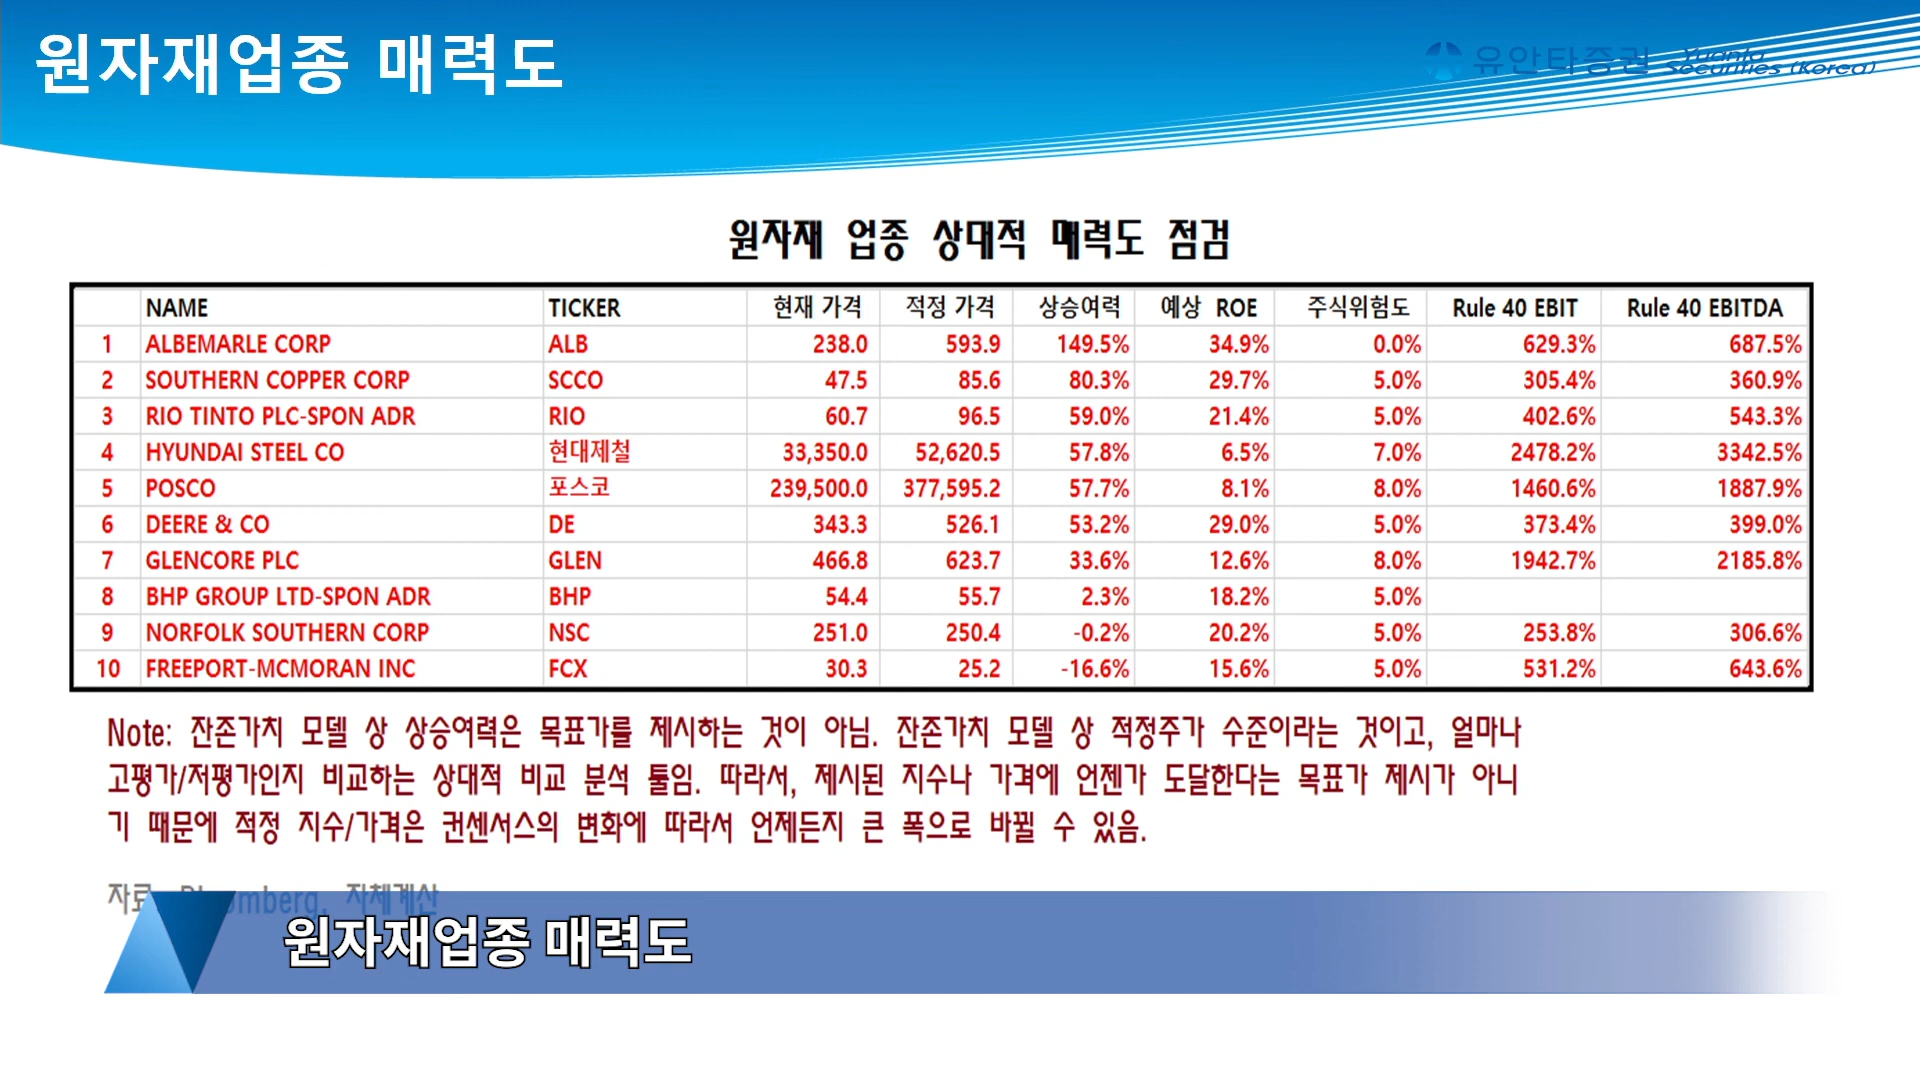 원자재업종 매력도
유안타증권 Yuanta Securities (Korea)
원자재 업종 상대적 매력도 점검
NAME TICKER 현재 가격 적정 가격 상승여력 예상 ROE 주식위험도 Rule 40 EBIT Rule 40 EBITDA
1 ALBEMARLE CORP ALB 238.0 593.9 149.5% 34.9% 0.0% 629.3% 687.5%
2 SOUTHERN COPPER CORP SCCO 47.5 85.6 80.3% 29.7% 5.0% 305.4% 360.9%
3 RIO TINTO PLC-SPON ADR RIO 60.7 96.5 59.0% 21.4% 5.0% 402.6% 543.3%
4 HYUNDAI STEEL CO 현대제철 33,350.0 52,620.5 57.8% 6.5% 7.0% 2478.2% 3342.5%
5 POSCO 포스코 239,500.0 377,595.2 57.7% 8.1% 8.0% 1460.6% 1887.9%
6 DEERE & CO DE 343.3 526.1 53.2% 29.0% 5.0% 373.4% 399.0%
7 GLENCORE PLC GLEN 466.8 623.7 33.6% 12.6% 8.0% 1942.7% 2185.8%
8 BHP GROUP LTD-SPON ADR BHP 54.4 55.7 2.3% 18.2% 5.0%
9 NORFOLK SOUTHERN CORP NSC 251.0 250.4 -0.2% 20.2% 5.0% 253.8% 306.6%
10 FREEPORT-MCMORAN INC FCX 30.3 25.2 -16.6% 15.6% 5.0% 531.2% 643.6%
Note: 잔존가치 모델 상 상승여력은 목표가를 제시하는 것이 아님. 잔존가치 모델 상 적정주가 수준이라는 것이고, 얼마나
고평가/저평가인지 비교하는 상대적 비교 분석 툴임. 따라서, 제시된 지수나 가격에 언젠가 도달한다는 목표가 제시가 아니
기 때문에 적정 지수/가격은 컨센서스의 변화에 따라서 언제든지 큰 폭으로 바뀔 수 있음.
자료: Bloomberg, 자체계산
원자재업종 매력도